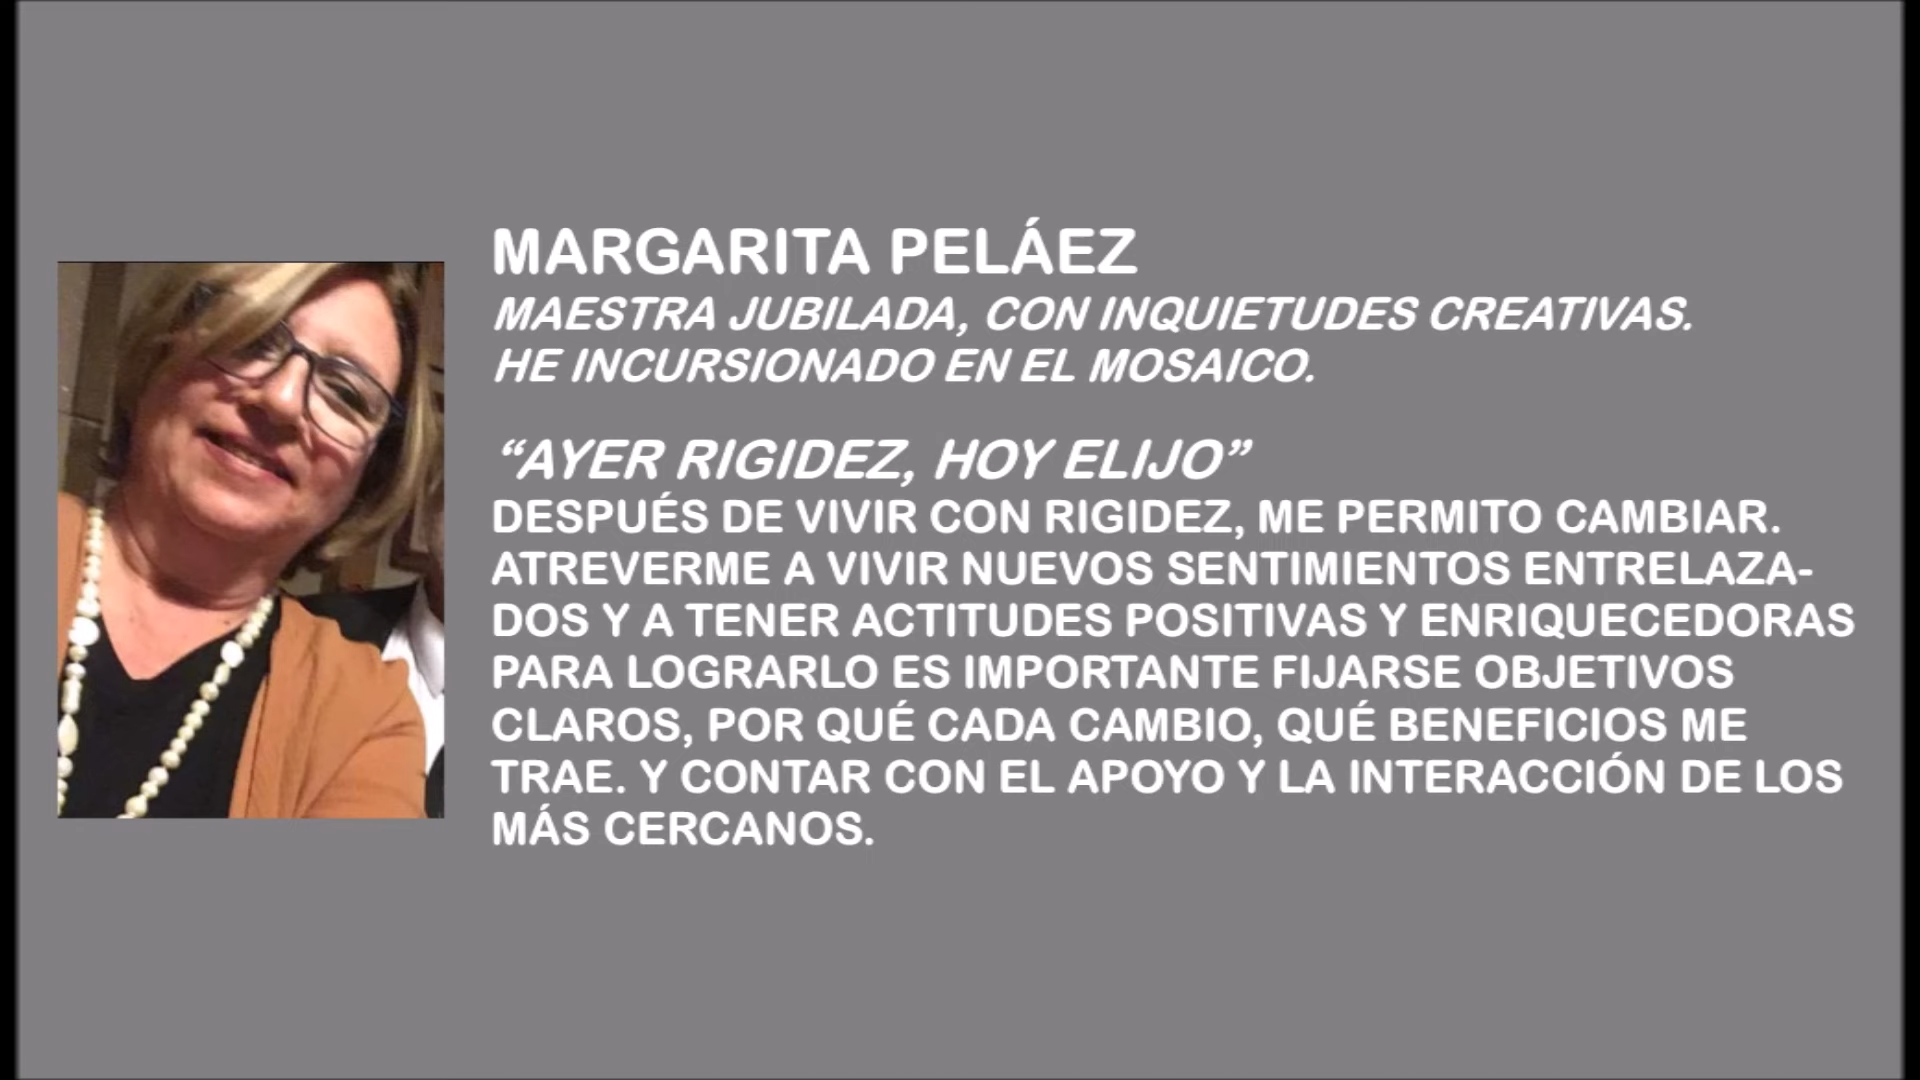 MARGARITA PELÁEZ
MAESTRA JUBILADA, CON INQUIETUDES CREATIVAS.
HE INCURSIONADO EN EL MOSAICO.
“AYER RIGIDEZ, HOY ELIJO”
DESPUÉS DE VIVIR CON RIGIDEZ, ME PERMITO CAMBIAR.
ATREVERME A VIVIR NUEVOS SENTIMIENTOS ENTRELAZA-
DOS Y A TENER ACTITUDES POSITIVAS Y ENRIQUECEDORAS
PARA LOGRARLO ES IMPORTANTE FIJARSE OBJETIVOS
CLAROS, POR QUÉ CADA CAMBIO, QUÉ BENEFICIOS ME
TRAE. Y CONTAR CON EL APOYO Y LA INTERACCIÓN DE LOS
MÁS CERCANOS.